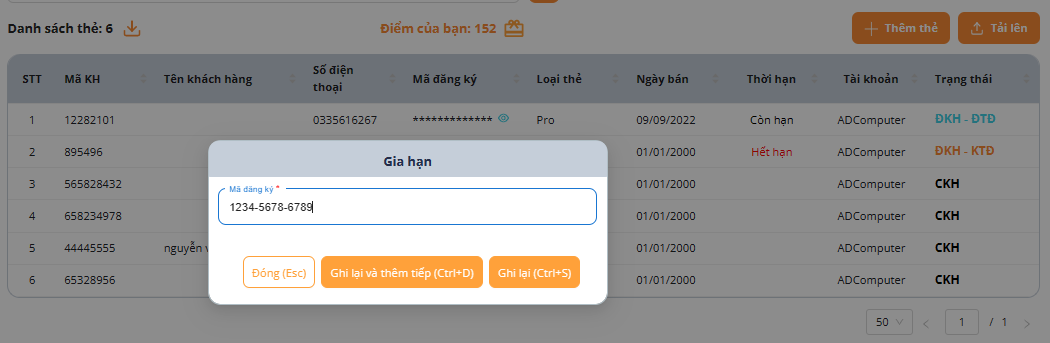 Danh sách thẻ: 6
Điểm của bạn: 152
Thêm thẻ
Tải lên
STT Mã KH Tên khách hàng Số điện thoại Mã đăng ký Loại thẻ Ngày bán Thời hạn Tài khoản Trạng thái
1 12282101 0335616267 ************* Pro 09/09/2022 Còn hạn ADComputer ĐKH - ĐTĐ
2 895496 01/01/2000 Hết hạn ADComputer ĐKH - KTĐ
3 565828432 01/01/2000 ADComputer CKH
4 658234978 01/01/2000 ADComputer CKH
5 44445555 nguyễn 01/01/2000 ADComputer CKH
6 65328956 01/01/2000 ADComputer CKH
Gia hạn
Mã đăng ký *
1234-5678-6789
Đóng (Esc)
Ghi lại và thêm tiếp (Ctrl+D)
Ghi lại (Ctrl+S)
50 < 1 / 1 >